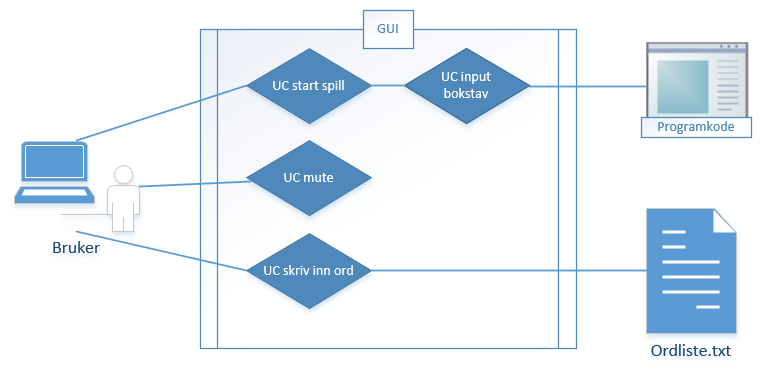 GUI
UC start spill
UC input
bokstav
Programkode
UC mute
Bruker
UC skriv inn ord
Ordliste.txt